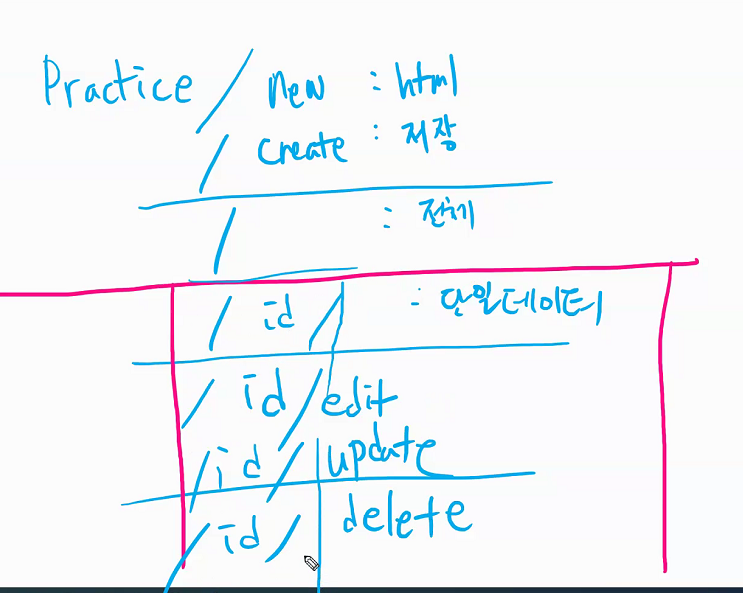 Practice / new : html
/ create : 저장
/ : 전체
/ id / : 단일데이터
/ id / edit
/ id / update
/ id / delete